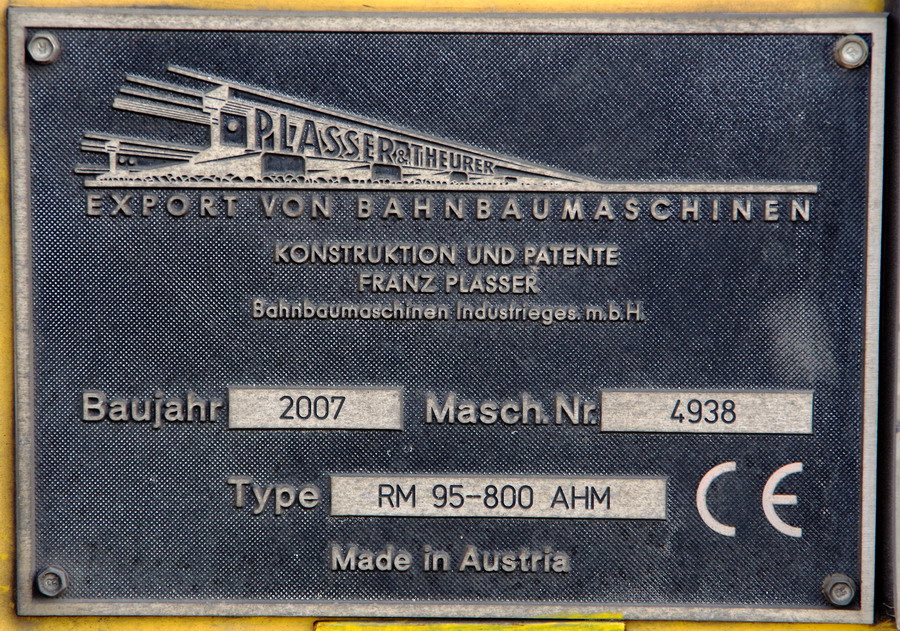 PLASSER & THEURER
EXPORT VON BAHNBAUMASCHINEN
KONSTRUKTION UND PATENTE
FRANZ PLASSER
Bahnbaumaschinen Industrieges.m.b.H.
Baujahr 2007 Masch.Nr. 4938
Type RM 95-800 AHM CE
Made in Austria